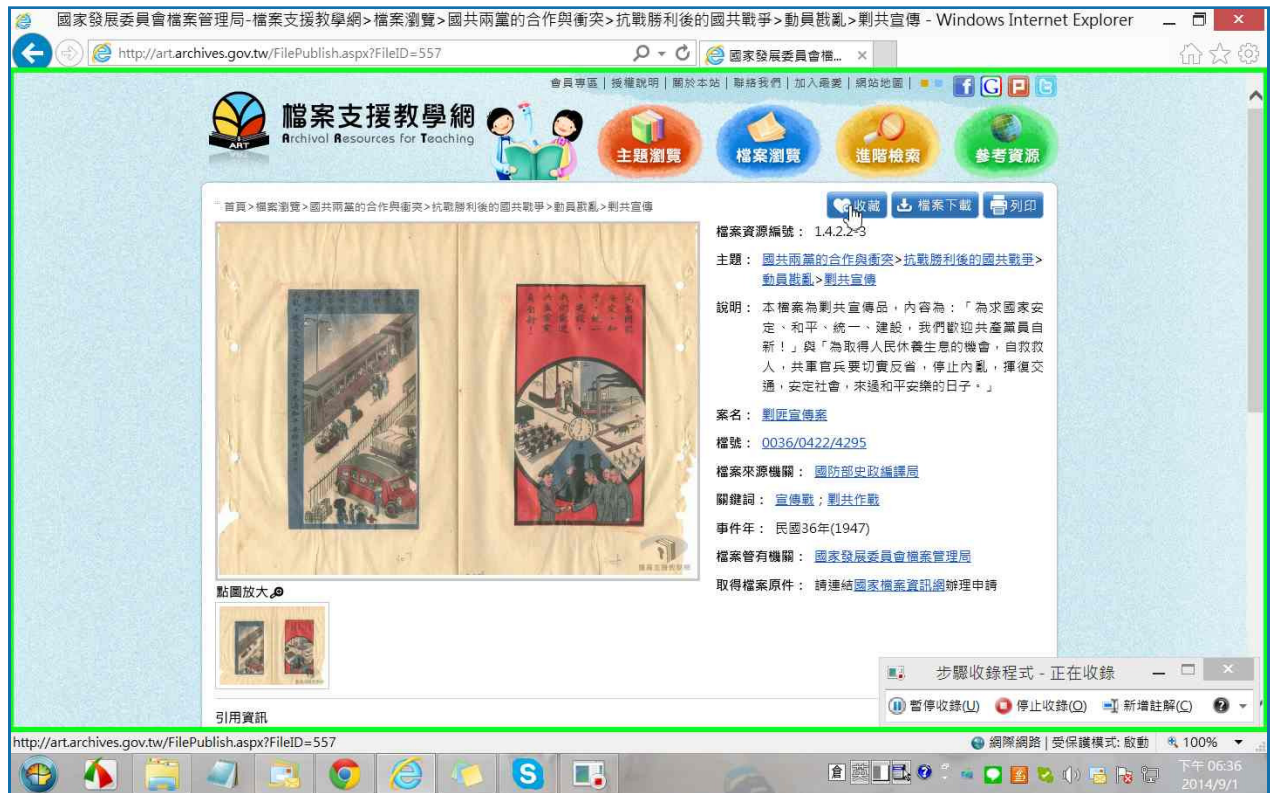 國家發展委員會檔案管理局-檔案支援教學網>檔案瀏覽>國共兩黨的合作與衝突>抗戰勝利後的國共戰爭>動員戡亂>剿共宣傳 - Windows Internet Explorer
http://art.archives.gov.tw/FilePublish.aspx?FileID=557
國家發展委員會檔...
會員專區 | 授權說明 | 關於本站 | 聯絡我們 | 加入最愛 | 網站地圖 |
檔案支援教學網
Archival Resources for Teaching
ART
主題瀏覽
檔案瀏覽
進階檢索
參考資源
首頁>檔案瀏覽>國共兩黨的合作與衝突>抗戰勝利後的國共戰爭>動員戡亂>剿共宣傳
收藏
檔案下載
列印
檔案資源編號： 1.4.2.2-3
主題： 國共兩黨的合作與衝突>抗戰勝利後的國共戰爭>
動員戡亂>剿共宣傳
說明： 本檔案為剿共宣傳品，內容為：「為求國家安
定、和平、統一、建設，我們歡迎共產黨員自
新！」與「為取得人民休養生息的機會，自救救
人，共軍官兵要切實反省，停止內亂，揮復交
通，安定社會，來過和平安樂的日子。」
案名： 剿匪宣傳案
檔號： 0036/0422/4295
檔案來源機關： 國防部史政編譯局
關鍵詞： 宣傳戰；剿共作戰
事件年： 民國36年(1947)
檔案管有機關： 國家發展委員會檔案管理局
取得檔案原件： 請連結國家檔案資訊網辦理申請
點圖放大
引用資訊
步驟收錄程式 - 正在收錄
暫停收錄(U)
停止收錄(O)
新增註解(C)
http://art.archives.gov.tw/FilePublish.aspx?FileID=557
網際網路 | 受保護模式: 啟動
100%
下午 06:36
2014/9/1